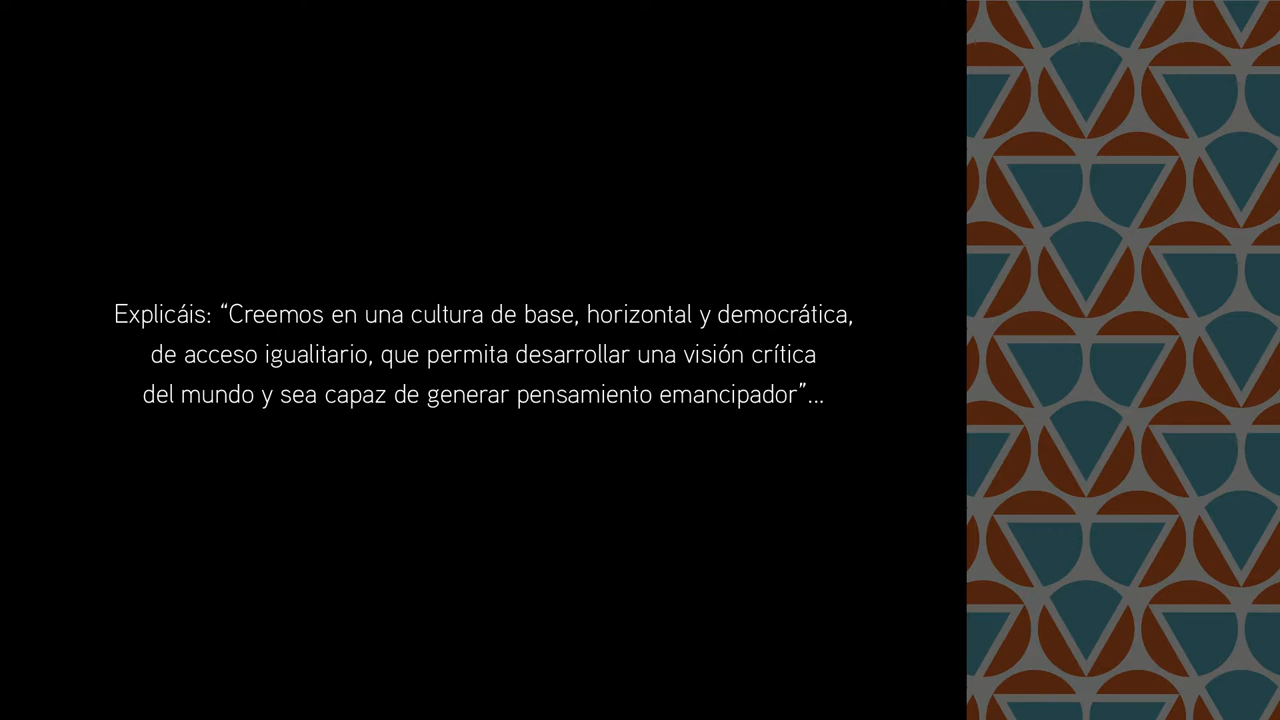 Explicáis: “Creemos en una cultura de base, horizontal y democrática,
de acceso igualitario, que permita desarrollar una visión crítica
del mundo y sea capaz de generar pensamiento emancipador”...